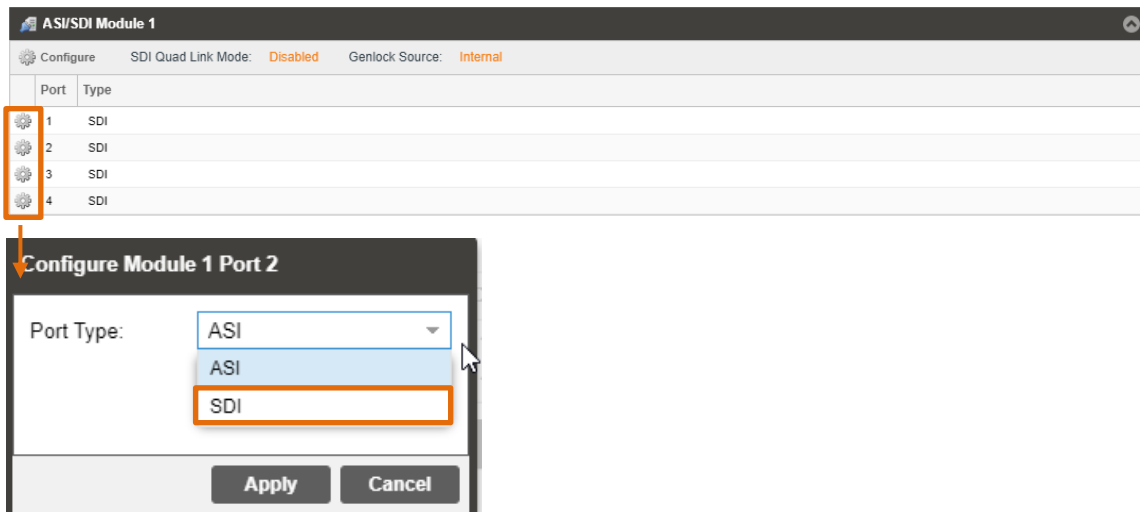 ASI/SDI Module 1
Configure SDI Quad Link Mode: Disabled Genlock Source: Internal
Port Type
1 SDI
2 SDI
3 SDI
4 SDI
Configure Module 1 Port 2
Port Type: ASI
ASI
SDI
Apply Cancel